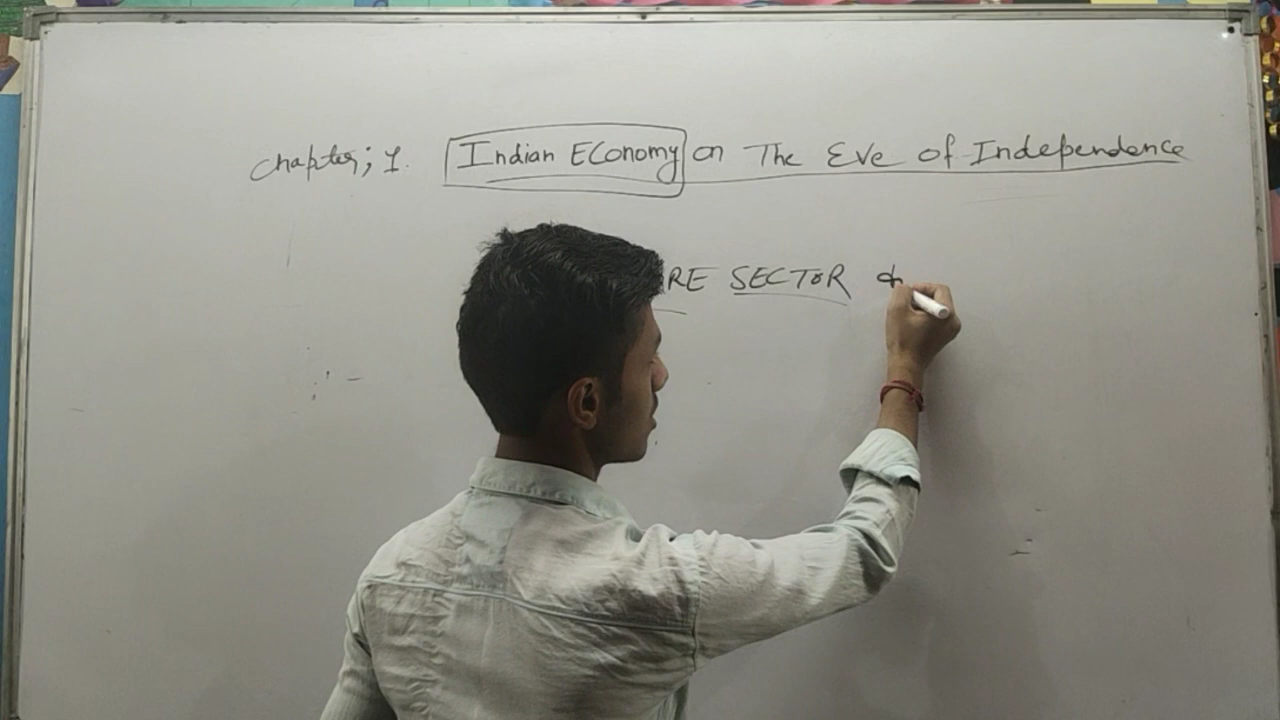 Chapter; 1. Indian Economy on The Eve of Independence
RE SECTOR